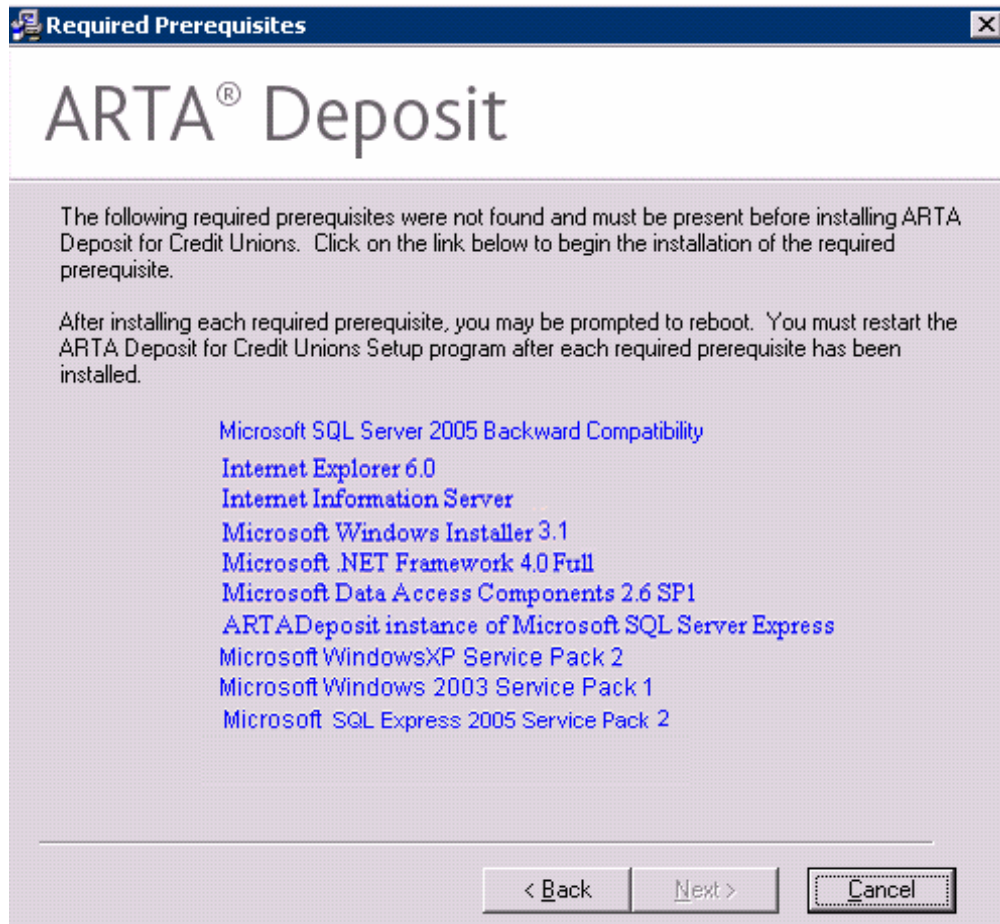 Required Prerequisites
ARTA® Deposit
The following required prerequisites were not found and must be present before installing ARTA
Deposit for Credit Unions. Click on the link below to begin the installation of the required
prerequisite.
After installing each required prerequisite, you may be prompted to reboot. You must restart the
ARTA Deposit for Credit Unions Setup program after each required prerequisite has been
installed.
Microsoft SQL Server 2005 Backward Compatibility
Internet Explorer 6.0
Internet Information Server
Microsoft Windows Installer 3.1
Microsoft .NET Framework 4.0 Full
Microsoft Data Access Components 2.6 SP1
ARTADeposit instance of Microsoft SQL Server Express
Microsoft WindowsXP Service Pack 2
Microsoft Windows 2003 Service Pack 1
Microsoft SQL Express 2005 Service Pack 2
< Back Next > Cancel